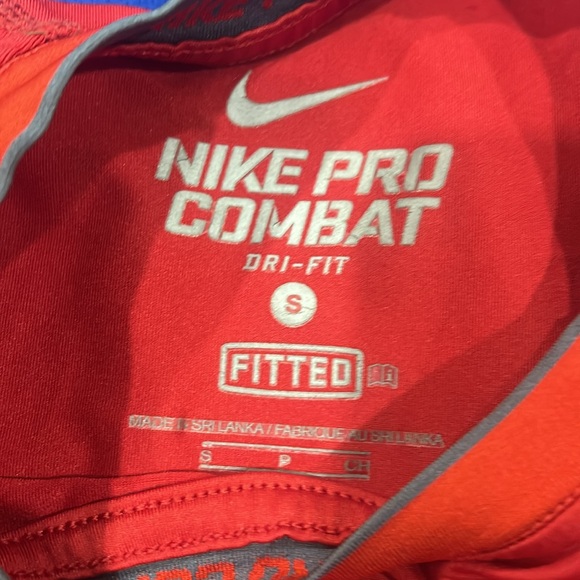 NIKE PRO
COMBAT
DRI-FIT
S
FITTED
MADE IN SRI LANKA / FABRIQUE AU SRI LANKA
S P CH